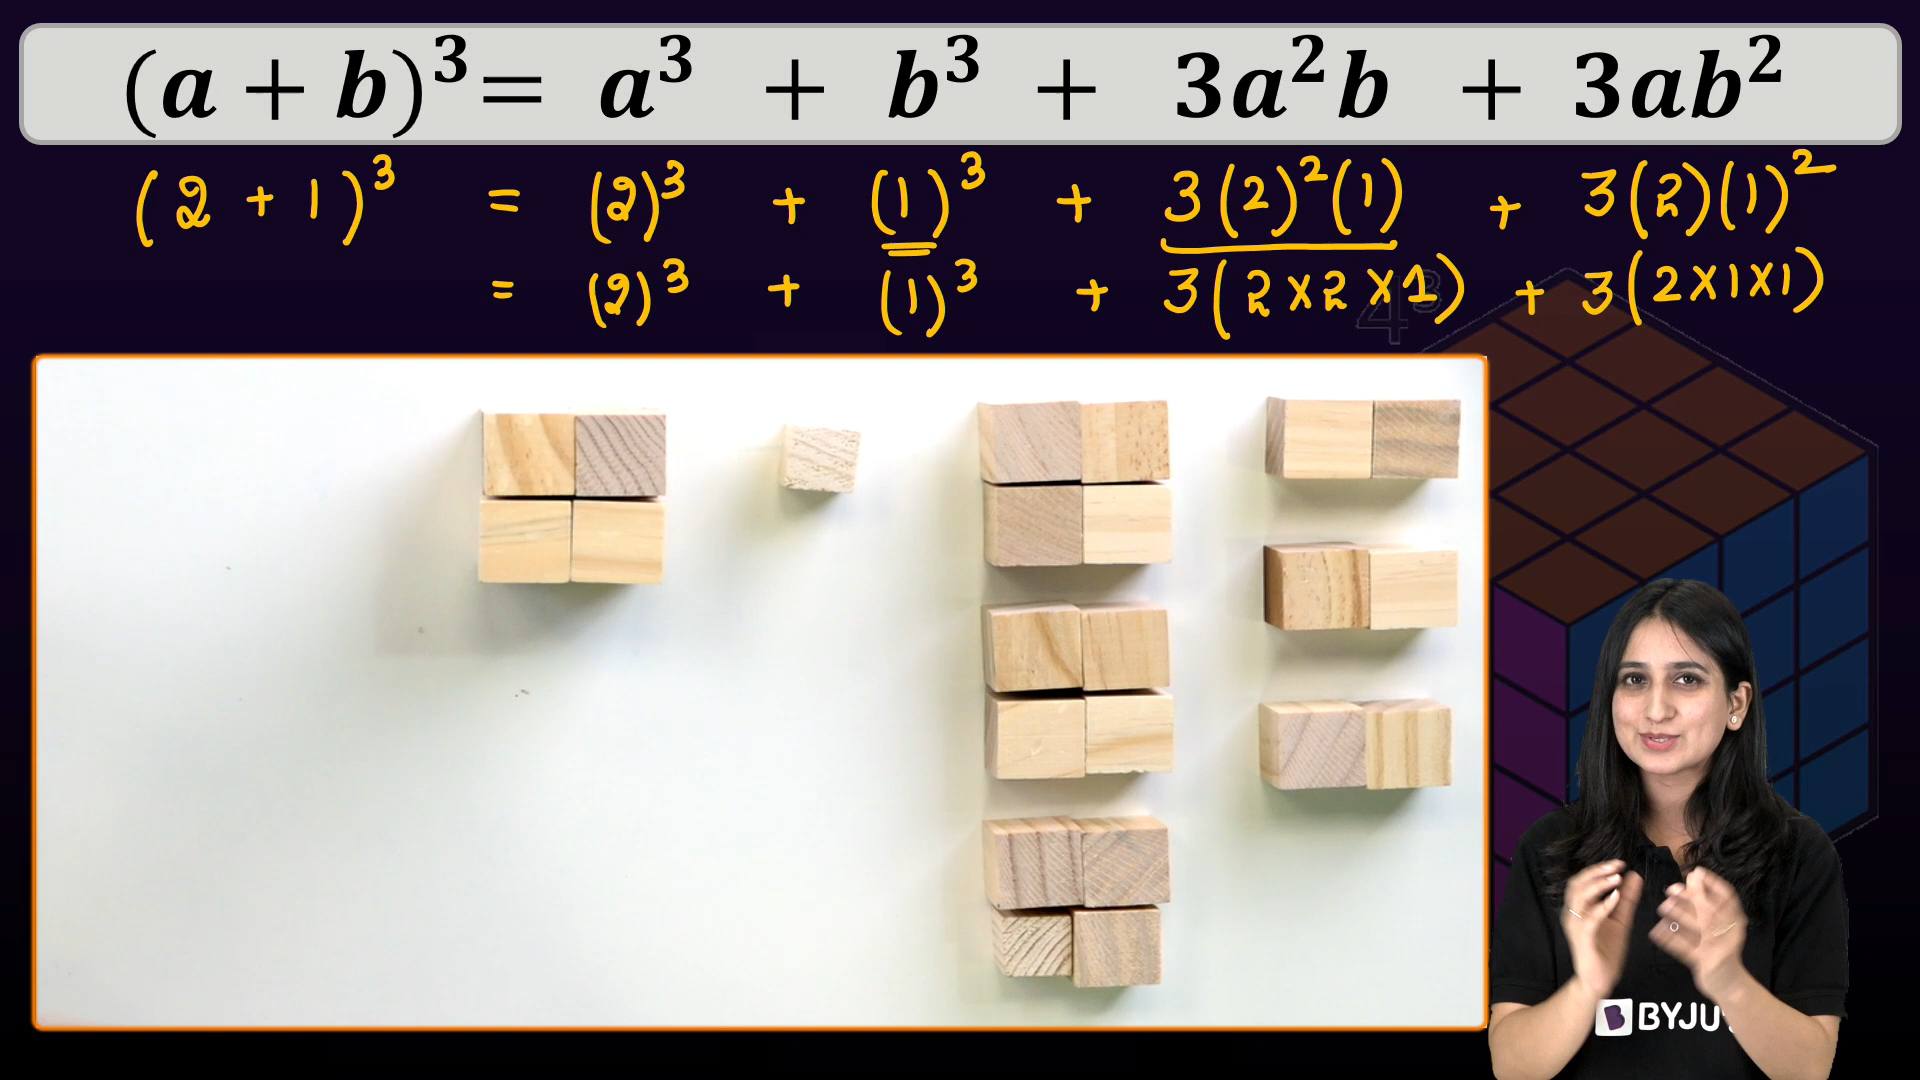 (a + b)³ = a³ + b³ + 3a²b + 3ab²
(2 + 1)³ = (2)³ + (1)³ + 3(2)²(1) + 3(2)(1)²
= (2)³ + (1)³ + 3(2×2×1) + 3(2×1×1)
4³
BYJU